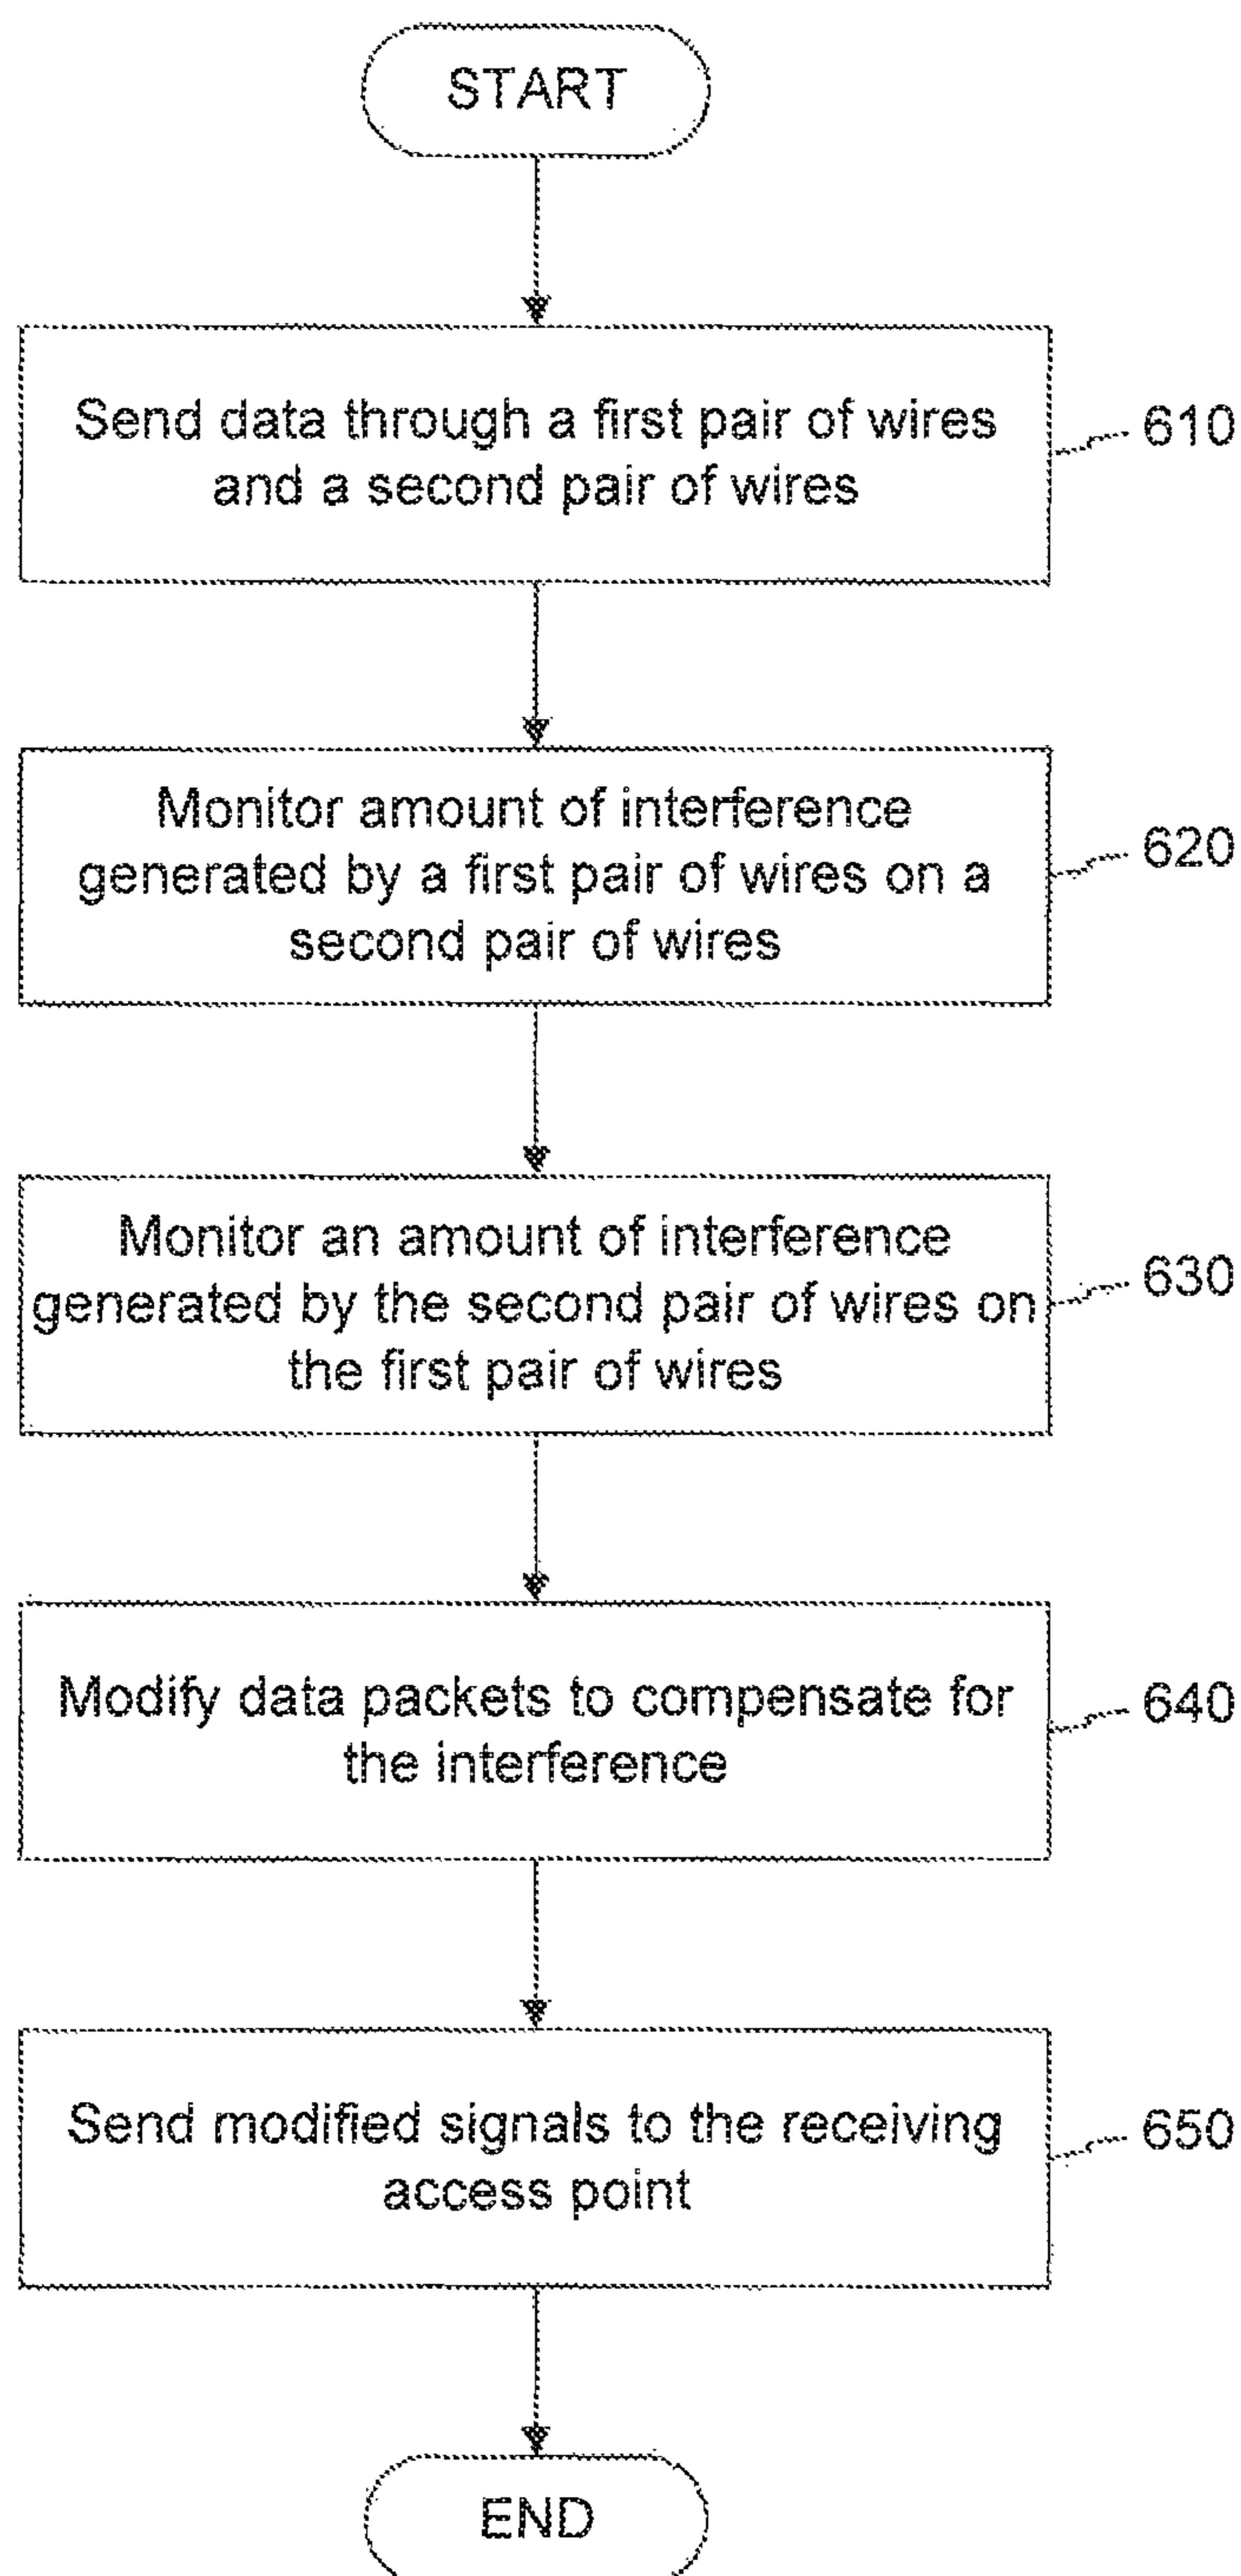 START
Send data through a first pair of wires
and a second pair of wires
610
Monitor amount of interference
generated by a first pair of wires on a
second pair of wires
620
Monitor an amount of interference
generated by the second pair of wires on
the first pair of wires
630
Modify data packets to compensate for
the interference
640
Send modified signals to the receiving
access point
650
END